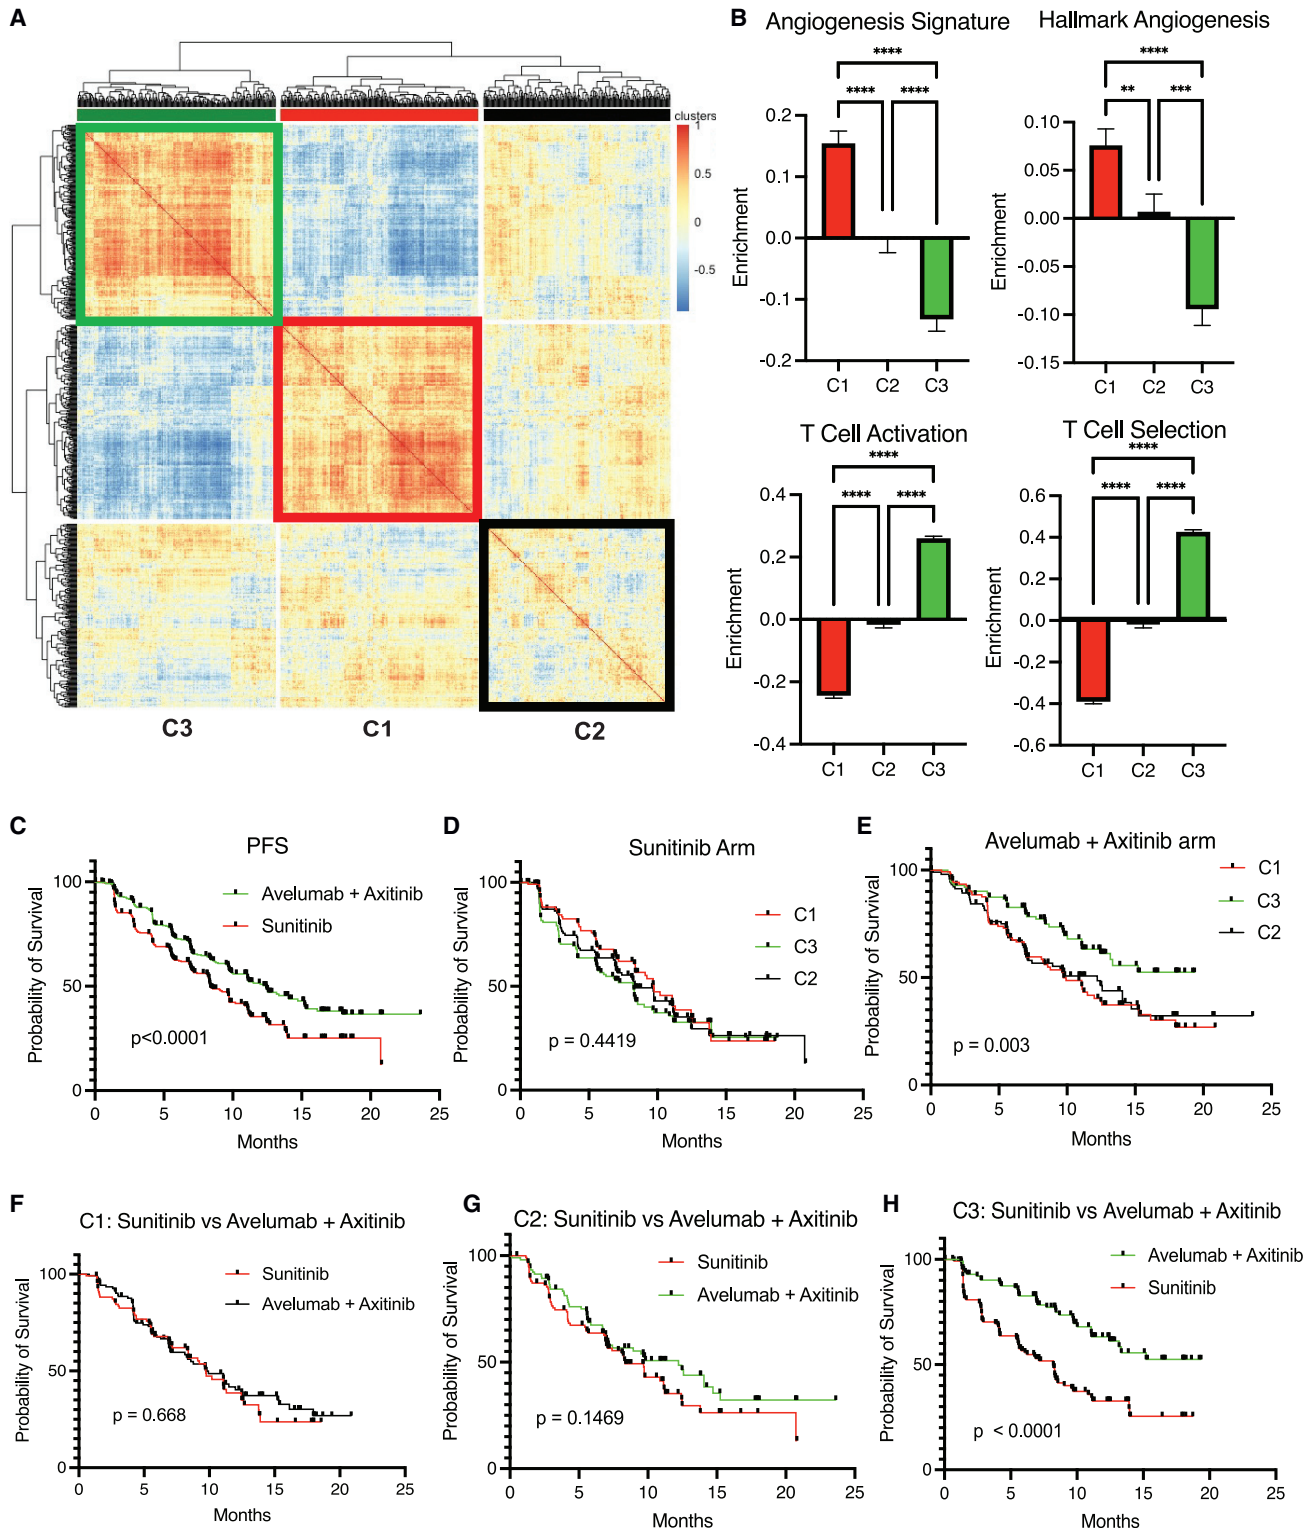 A
clusters
1
0.5
0
-0.5
C3
C1
C2
B
Angiogenesis Signature
****
****
****
Enrichment
0.2
0.1
0.0
-0.1
-0.2
C1
C2
C3
Hallmark Angiogenesis
****
**
***
Enrichment
0.10
0.05
0.00
-0.05
-0.10
-0.15
C1
C2
C3
T Cell Activation
****
****
****
Enrichment
0.4
0.2
0.0
-0.2
-0.4
C1
C2
C3
T Cell Selection
****
****
****
Enrichment
0.6
0.4
0.2
0.0
-0.2
-0.4
-0.6
C1
C2
C3
C
PFS
Avelumab + Axitinib
Sunitinib
Probability of Survival
100
50
0
p<0.0001
0 5 10 15 20 25
Months
D
Sunitinib Arm
C1
C3
C2
Probability of Survival
100
50
0
p = 0.4419
0 5 10 15 20 25
Months
E
Avelumab + Axitinib arm
C1
C3
C2
Probability of Survival
100
50
0
p = 0.003
0 5 10 15 20 25
Months
F
C1: Sunitinib vs Avelumab + Axitinib
Sunitinib
Avelumab + Axitinib
Probability of Survival
100
50
0
p = 0.668
0 5 10 15 20 25
Months
G
C2: Sunitinib vs Avelumab + Axitinib
Sunitinib
Avelumab + Axitinib
Probability of Survival
100
50
0
p = 0.1469
0 5 10 15 20 25
Months
H
C3: Sunitinib vs Avelumab + Axitinib
Avelumab + Axitinib
Sunitinib
Probability of Survival
100
50
0
p < 0.0001
0 5 10 15 20 25
Months